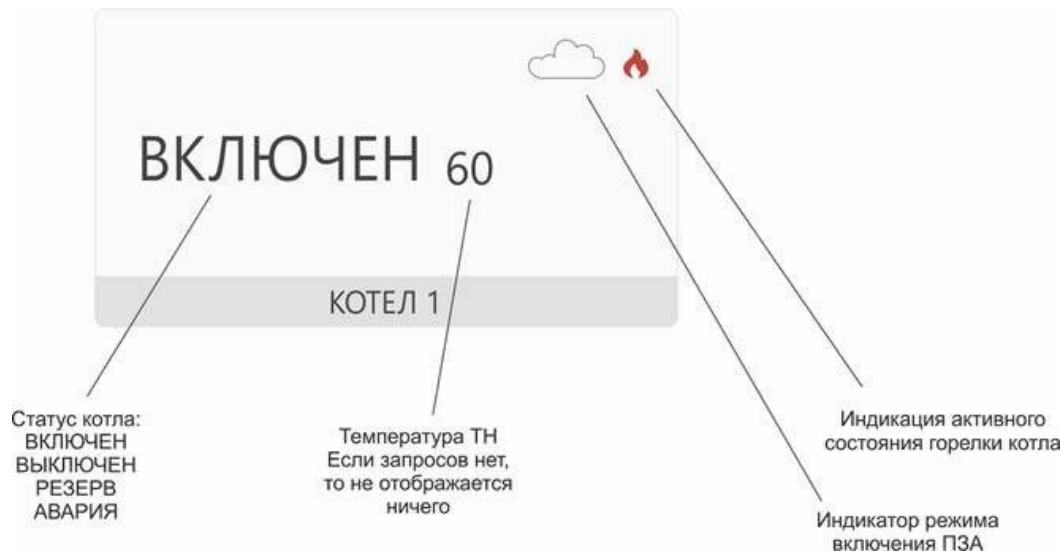 ВКЛЮЧЕН 60
КОТЕЛ 1
Статус котла:
ВКЛЮЧЕН
ВЫКЛЮЧЕН
РЕЗЕРВ
АВАРИЯ
Температура ТН
Если запросов нет,
то не отображается
ничего
Индикация активного
состояния горелки котла
Индикатор режима
включения ПЗА